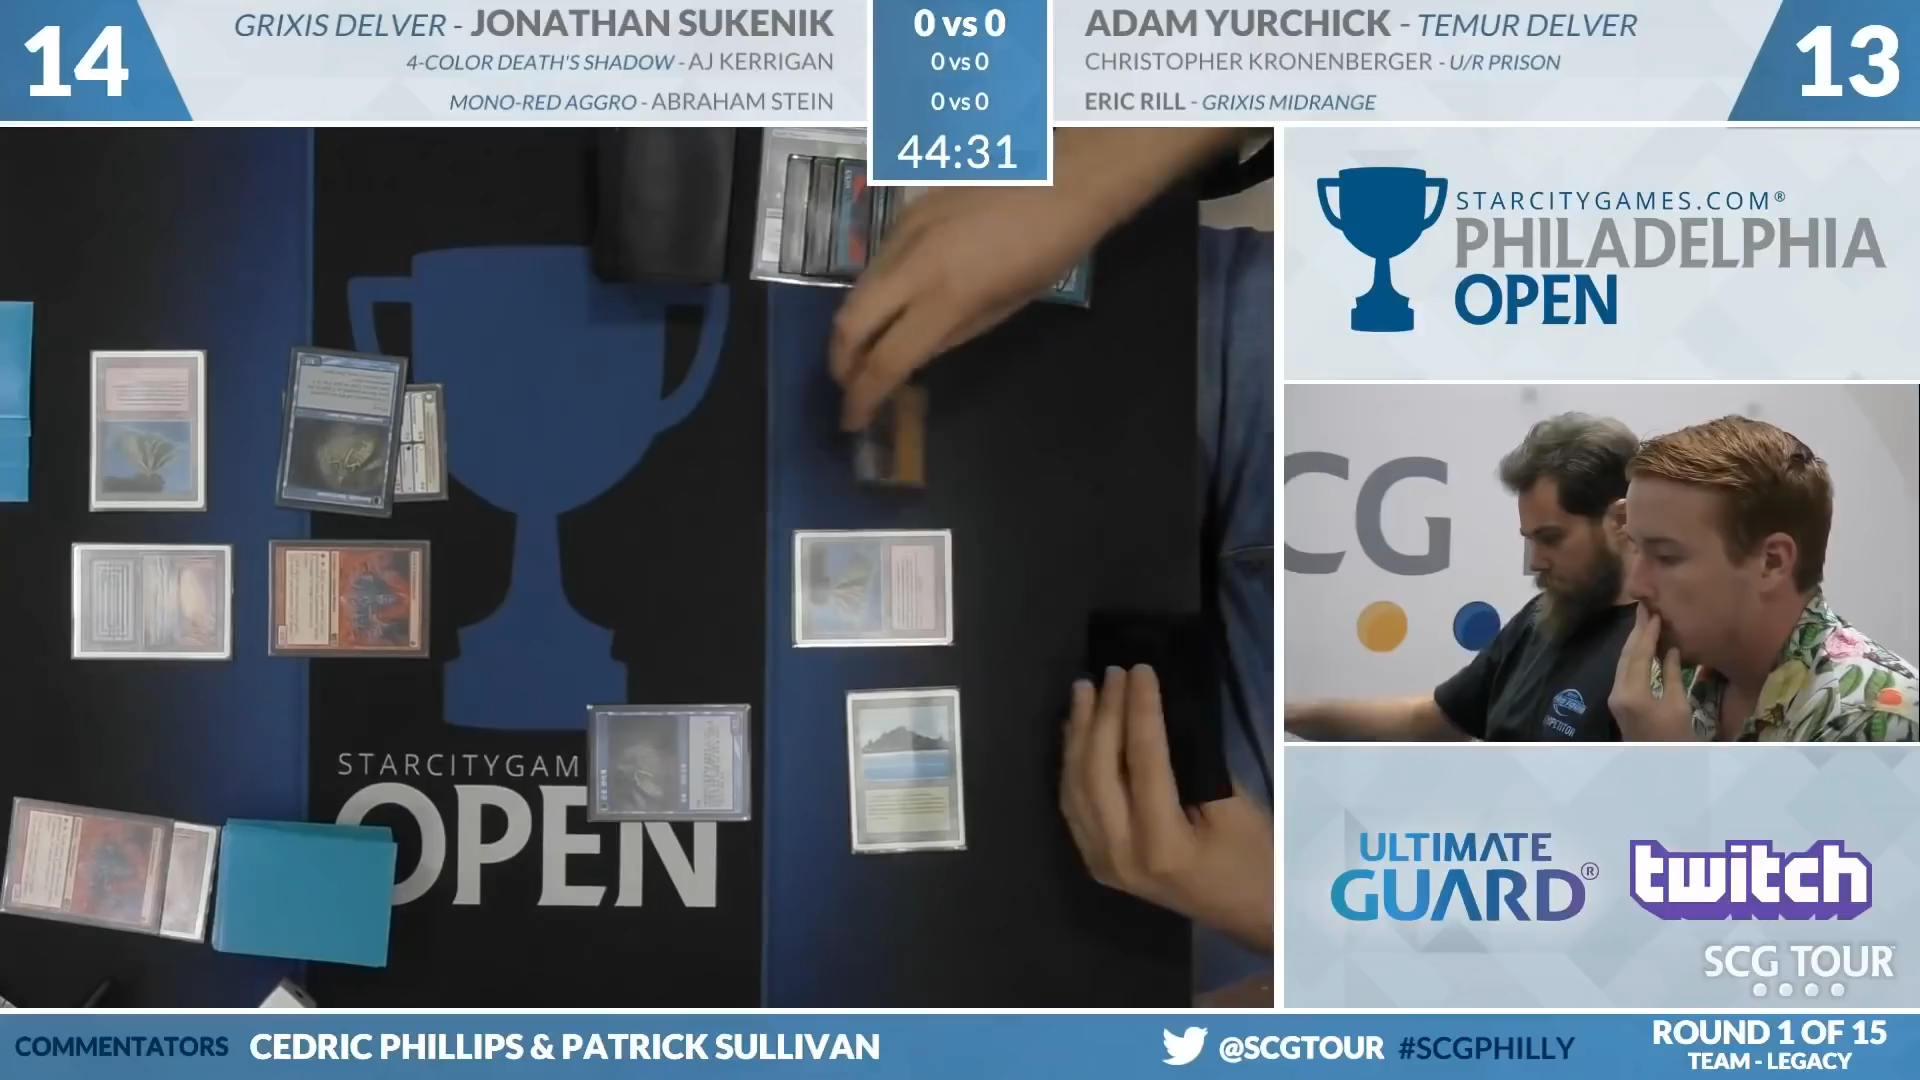 14
GRIXIS DELVER - JONATHAN SUKENIK
4-COLOR DEATH'S SHADOW - AJ KERRIGAN
MONO-RED AGGRO - ABRAHAM STEIN
0 vs 0
0 vs 0
0 vs 0
44:31
ADAM YURCHICK - TEMUR DELVER
CHRISTOPHER KRONENBERGER - U/R PRISON
ERIC RILL - GRIXIS MIDRANGE
13
STARCITYGAMES.COM®
PHILADELPHIA
OPEN
STARCITYGAM
OPEN
CG
COMPETITOR
ULTIMATE
GUARD®
twitch
SCG TOUR
COMMENTATORS CEDRIC PHILLIPS & PATRICK SULLIVAN
@SCGTOUR #SCGPHILLY
ROUND 1 OF 15
TEAM - LEGACY